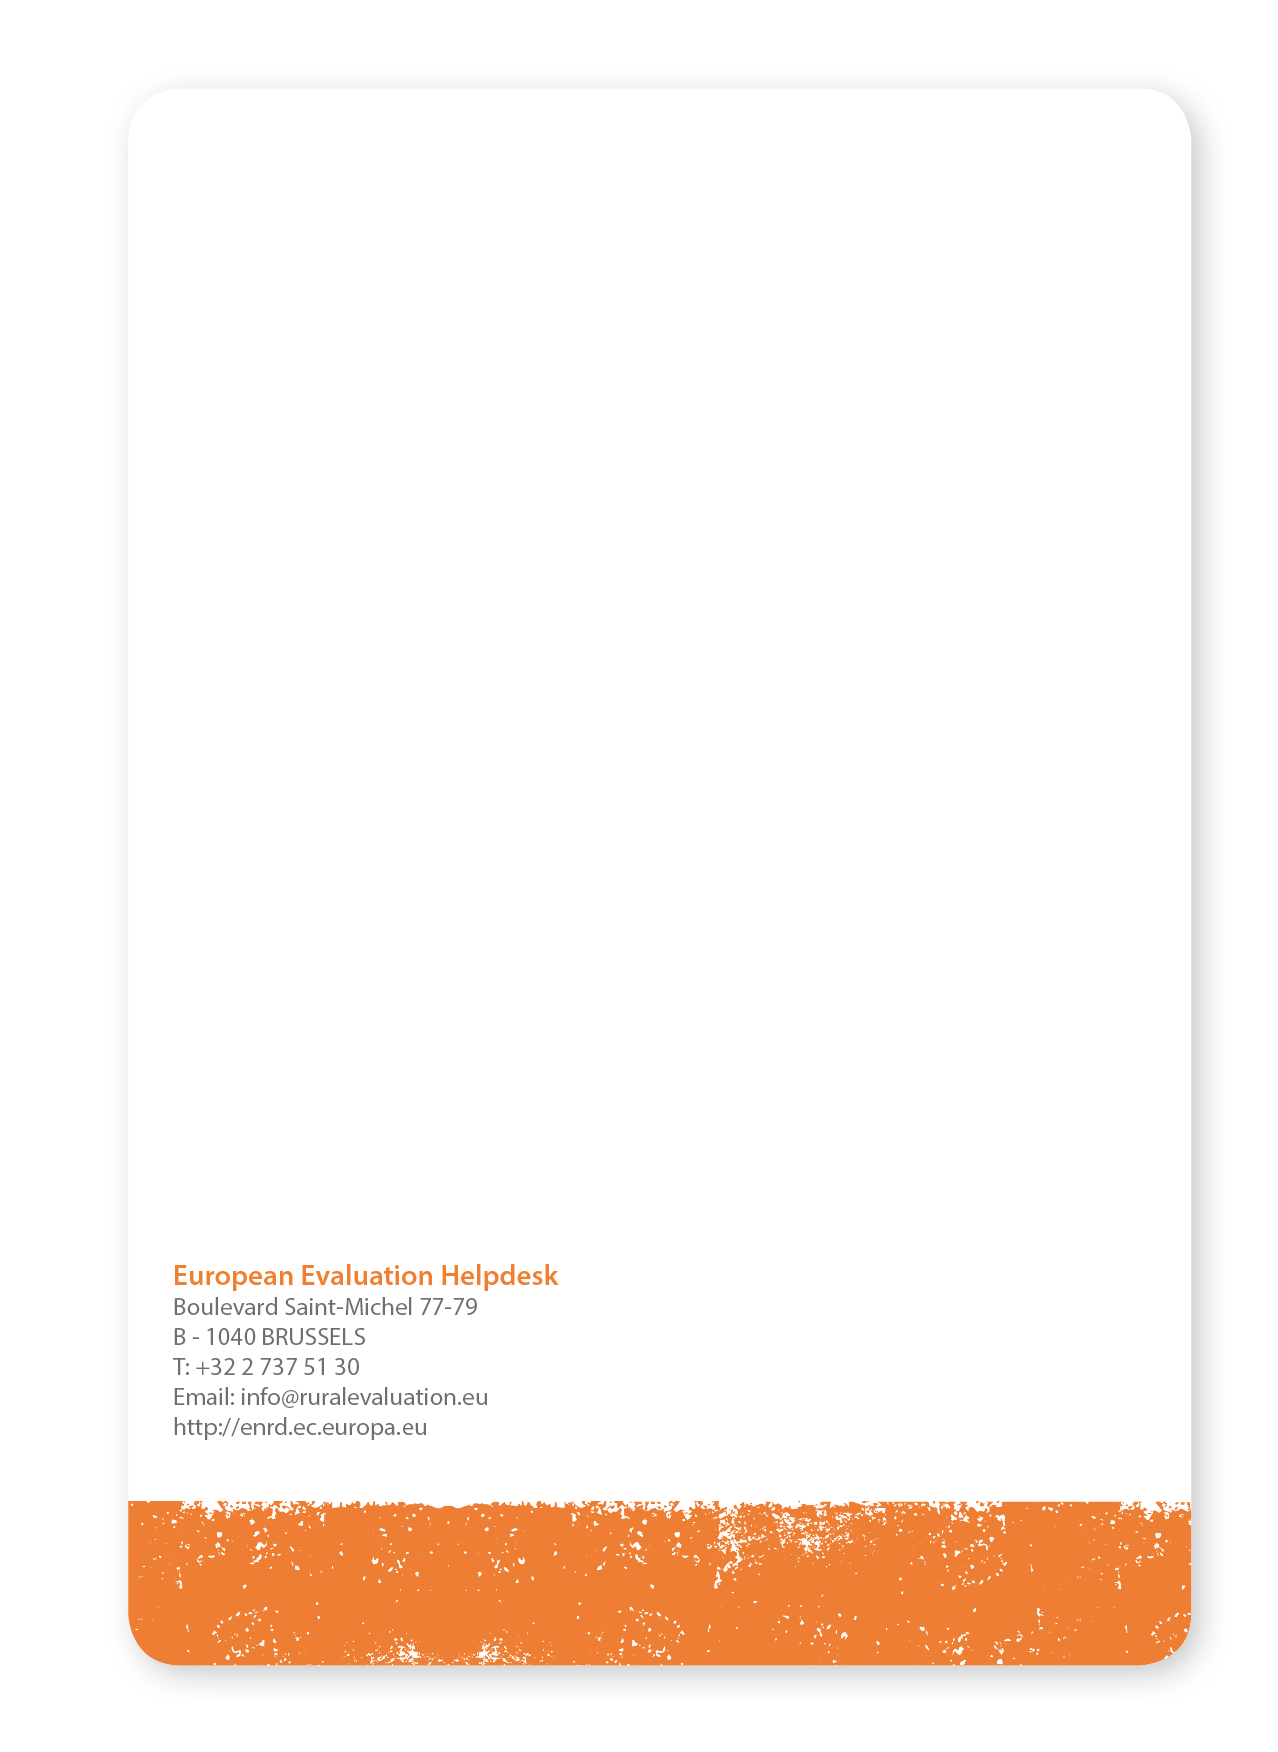 European Evaluation Helpdesk
Boulevard Saint-Michel 77-79
B - 1040 BRUSSELS
T: +32 2 737 51 30
Email: info@ruralevaluation.eu
http://enrd.ec.europa.eu